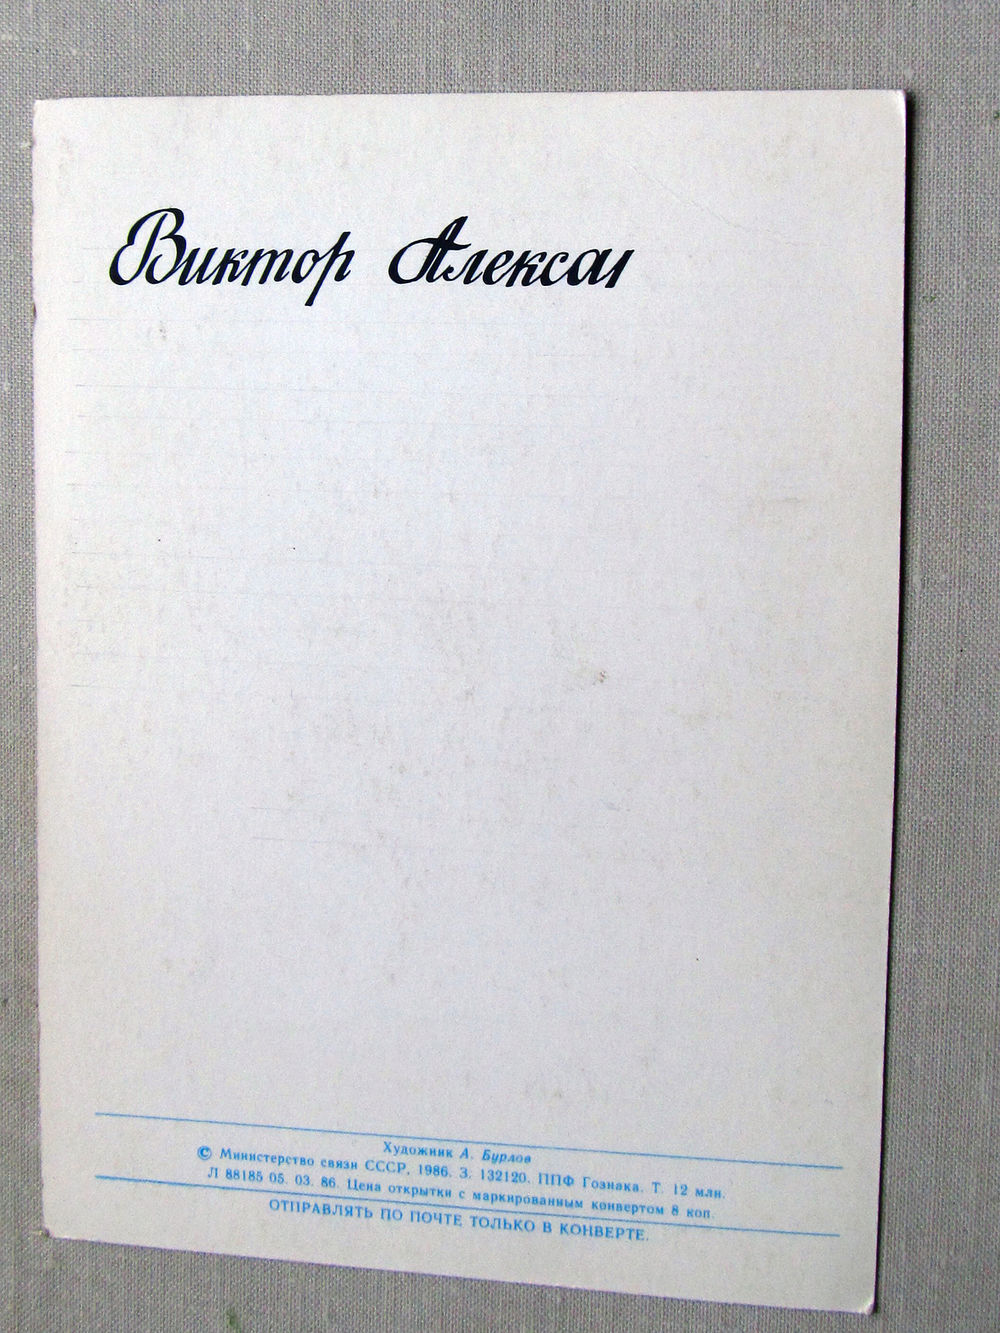 Виктор Алексан
Художник А. Бурлов
© Министерство связи СССР, 1986. З. 132120. ППФ Гознака. Т. 12 млн.
Л 88185 05. 03. 86. Цена открытки с маркированным конвертом 8 коп.
ОТПРАВЛЯТЬ ПО ПОЧТЕ ТОЛЬКО В КОНВЕРТЕ.